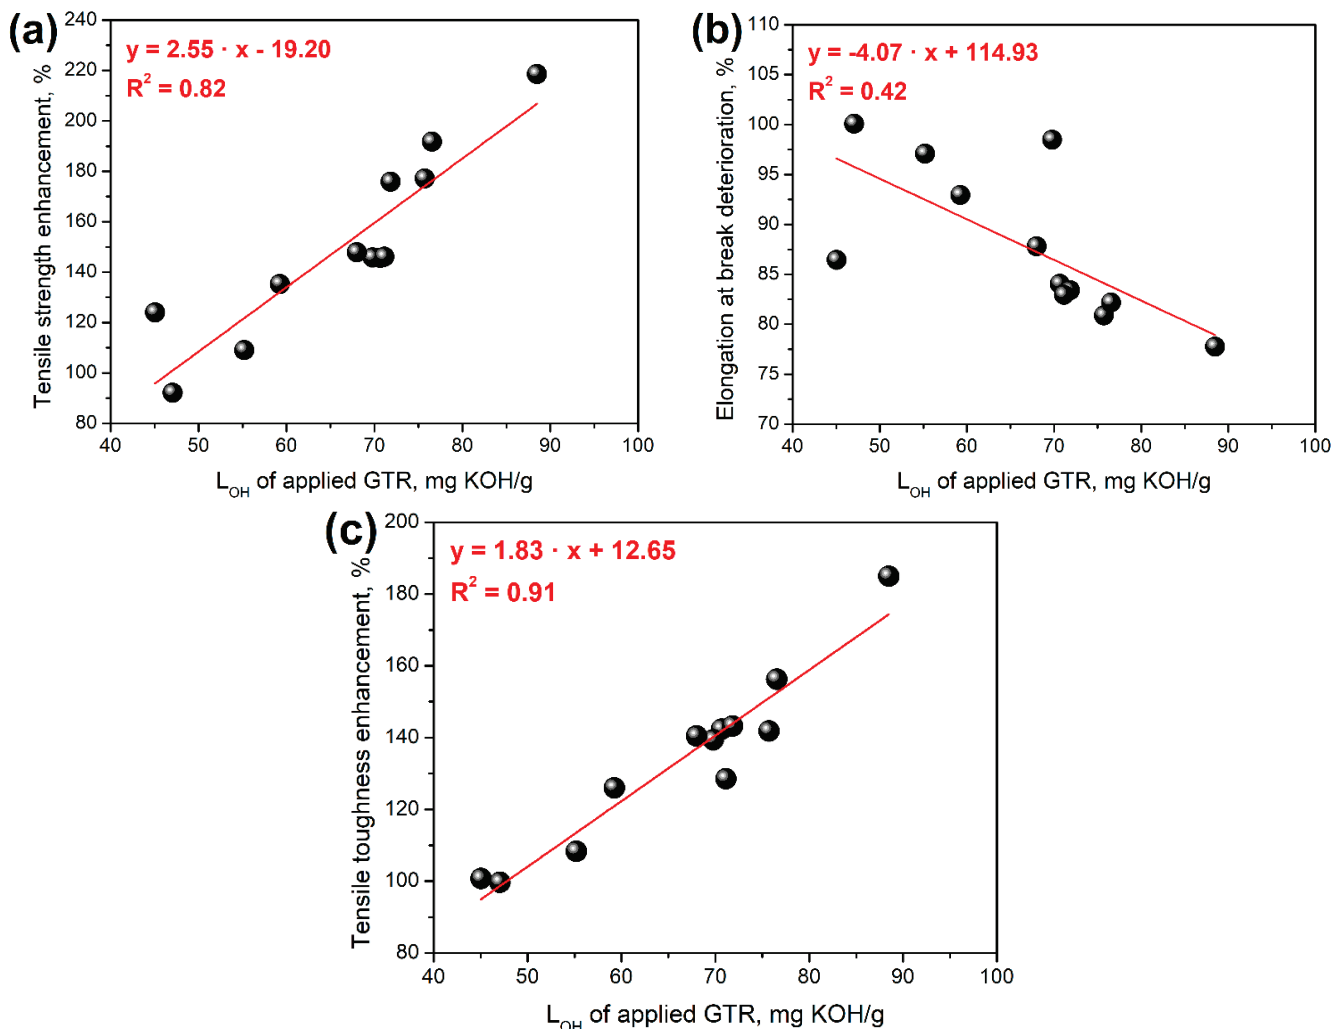 (a)
y = 2.55 · x - 19.20
R² = 0.82
Tensile strength enhancement, %
240
220
200
180
160
140
120
100
80
40 50 60 70 80 90 100
L_OH of applied GTR, mg KOH/g
(b)
y = -4.07 · x + 114.93
R² = 0.42
Elongation at break deterioration, %
110
105
100
95
90
85
80
75
70
40 50 60 70 80 90 100
L_OH of applied GTR, mg KOH/g
(c)
y = 1.83 · x + 12.65
R² = 0.91
Tensile toughness enhancement, %
200
180
160
140
120
100
80
40 50 60 70 80 90 100
L_OH of applied GTR, mg KOH/g